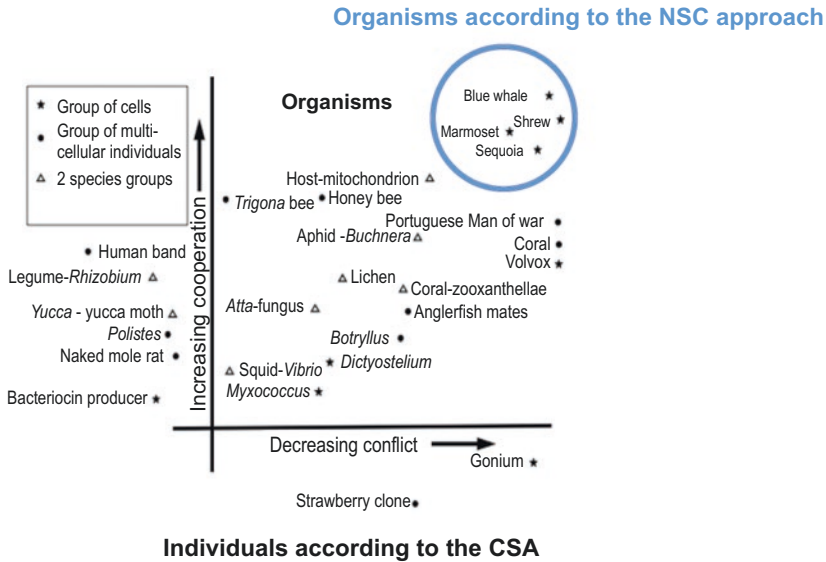 Organisms according to the NSC approach
Group of cells
Group of multi-
cellular individuals
2 species groups
Organisms
Blue whale
Shrew
Marmoset
Sequoia
Host-mitochondrion
Trigona bee
Honey bee
Portuguese Man of war
Aphid -Buchnera
Coral
Human band
Volvox
Legume-Rhizobium
Lichen
Coral-zooxanthellae
Atta-fungus
Anglerfish mates
Yucca - yucca moth
Polistes
Botryllus
Naked mole rat
Dictyostelium
Squid-Vibrio
Myxococcus
Bacteriocin producer
Increasing cooperation
Decreasing conflict
Gonium
Strawberry clone
Individuals according to the CSA